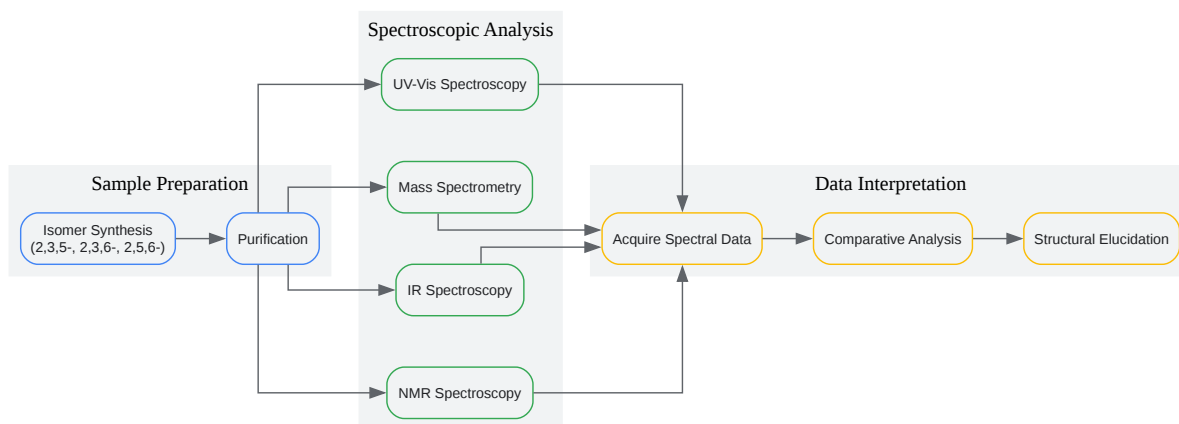 Spectroscopic Analysis
UV-Vis Spectroscopy
Sample Preparation
Mass Spectrometry
Data Interpretation
Isomer Synthesis
(2,3,5-, 2,3,6-, 2,5,6-)
Purification
Acquire Spectral Data
Comparative Analysis
Structural Elucidation
IR Spectroscopy
NMR Spectroscopy